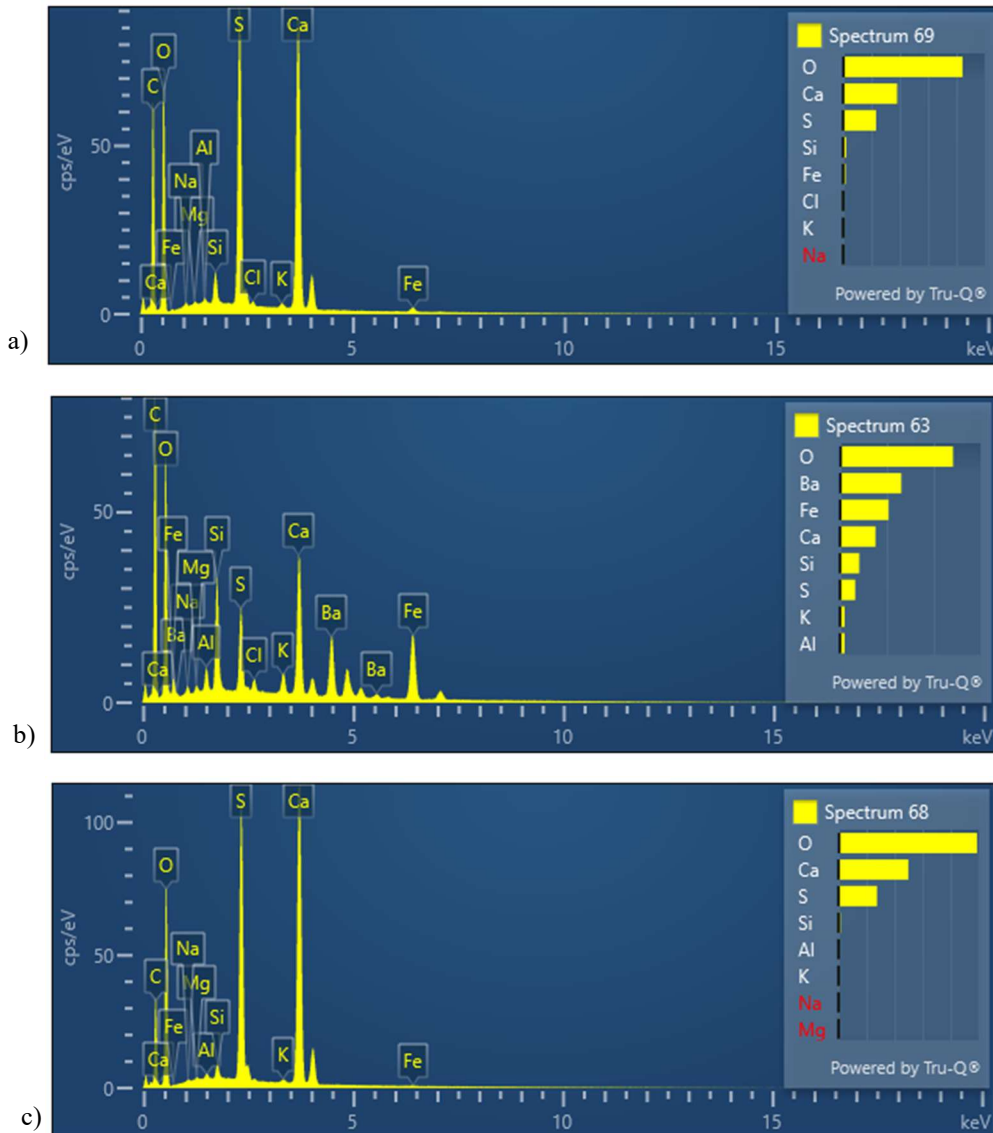 Spectrum 69
S
Ca
O
C
O
Ca
S
Si
Fe
Cl
K
Na
Al
Na
Mg
cps/eV
50
Fe
Si
Ca
Cl
K
Fe
0
Powered by Tru-Q®
a)
0
5
10
15
keV
C
Spectrum 63
O
O
Ba
Fe
Ca
Si
S
K
Al
cps/eV
50
Fe
Si
Ca
Mg
S
Na
Ba
Al
Cl
K
Ba
Fe
Ca
Ba
0
Powered by Tru-Q®
b)
0
5
10
15
keV
100
S
Ca
Spectrum 68
O
Ca
S
Si
Al
K
Na
Mg
O
cps/eV
50
Na
C
Mg
Fe
Si
Ca
Al
K
Fe
0
Powered by Tru-Q®
c)
0
5
10
15
keV